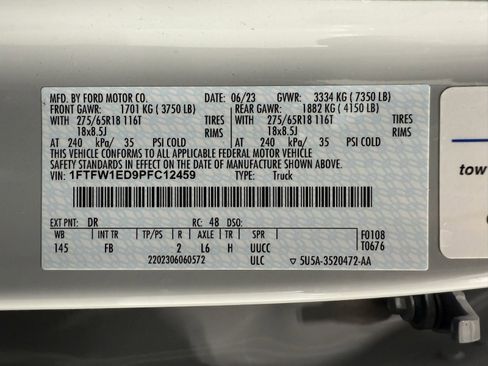 MFD. BY FORD MOTOR CO. DATE: 06/23 GVWR: 3334 KG ( 7350 LB)
FRONT GAWR: 1701 KG ( 3750 LB) REAR GAWR: 1882 KG ( 4150 LB)
WITH 275/65R18 116T TIRES WITH 275/65R18 116T TIRES
18x8.5J RIMS 18x8.5J RIMS
AT 240 kPa/ 35 PSI COLD AT 240 kPa/ 35 PSI COLD
THIS VEHICLE CONFORMS TO ALL APPLICABLE FEDERAL MOTOR VEHICLE
SAFETY STANDARDS IN EFFECT ON THE DATE OF MANUFACTURE SHOWN ABOVE.
VIN: 1FTFW1ED9PFC12459 TYPE: Truck
EXT PNT: DR RC: 48 DSO: F0108
WB INT TR TP/PS R AXLE TR SPR T0676
145 FB 2 L6 H UUCC
2202306060572 ULC 5U5A-3520472-AA
tow